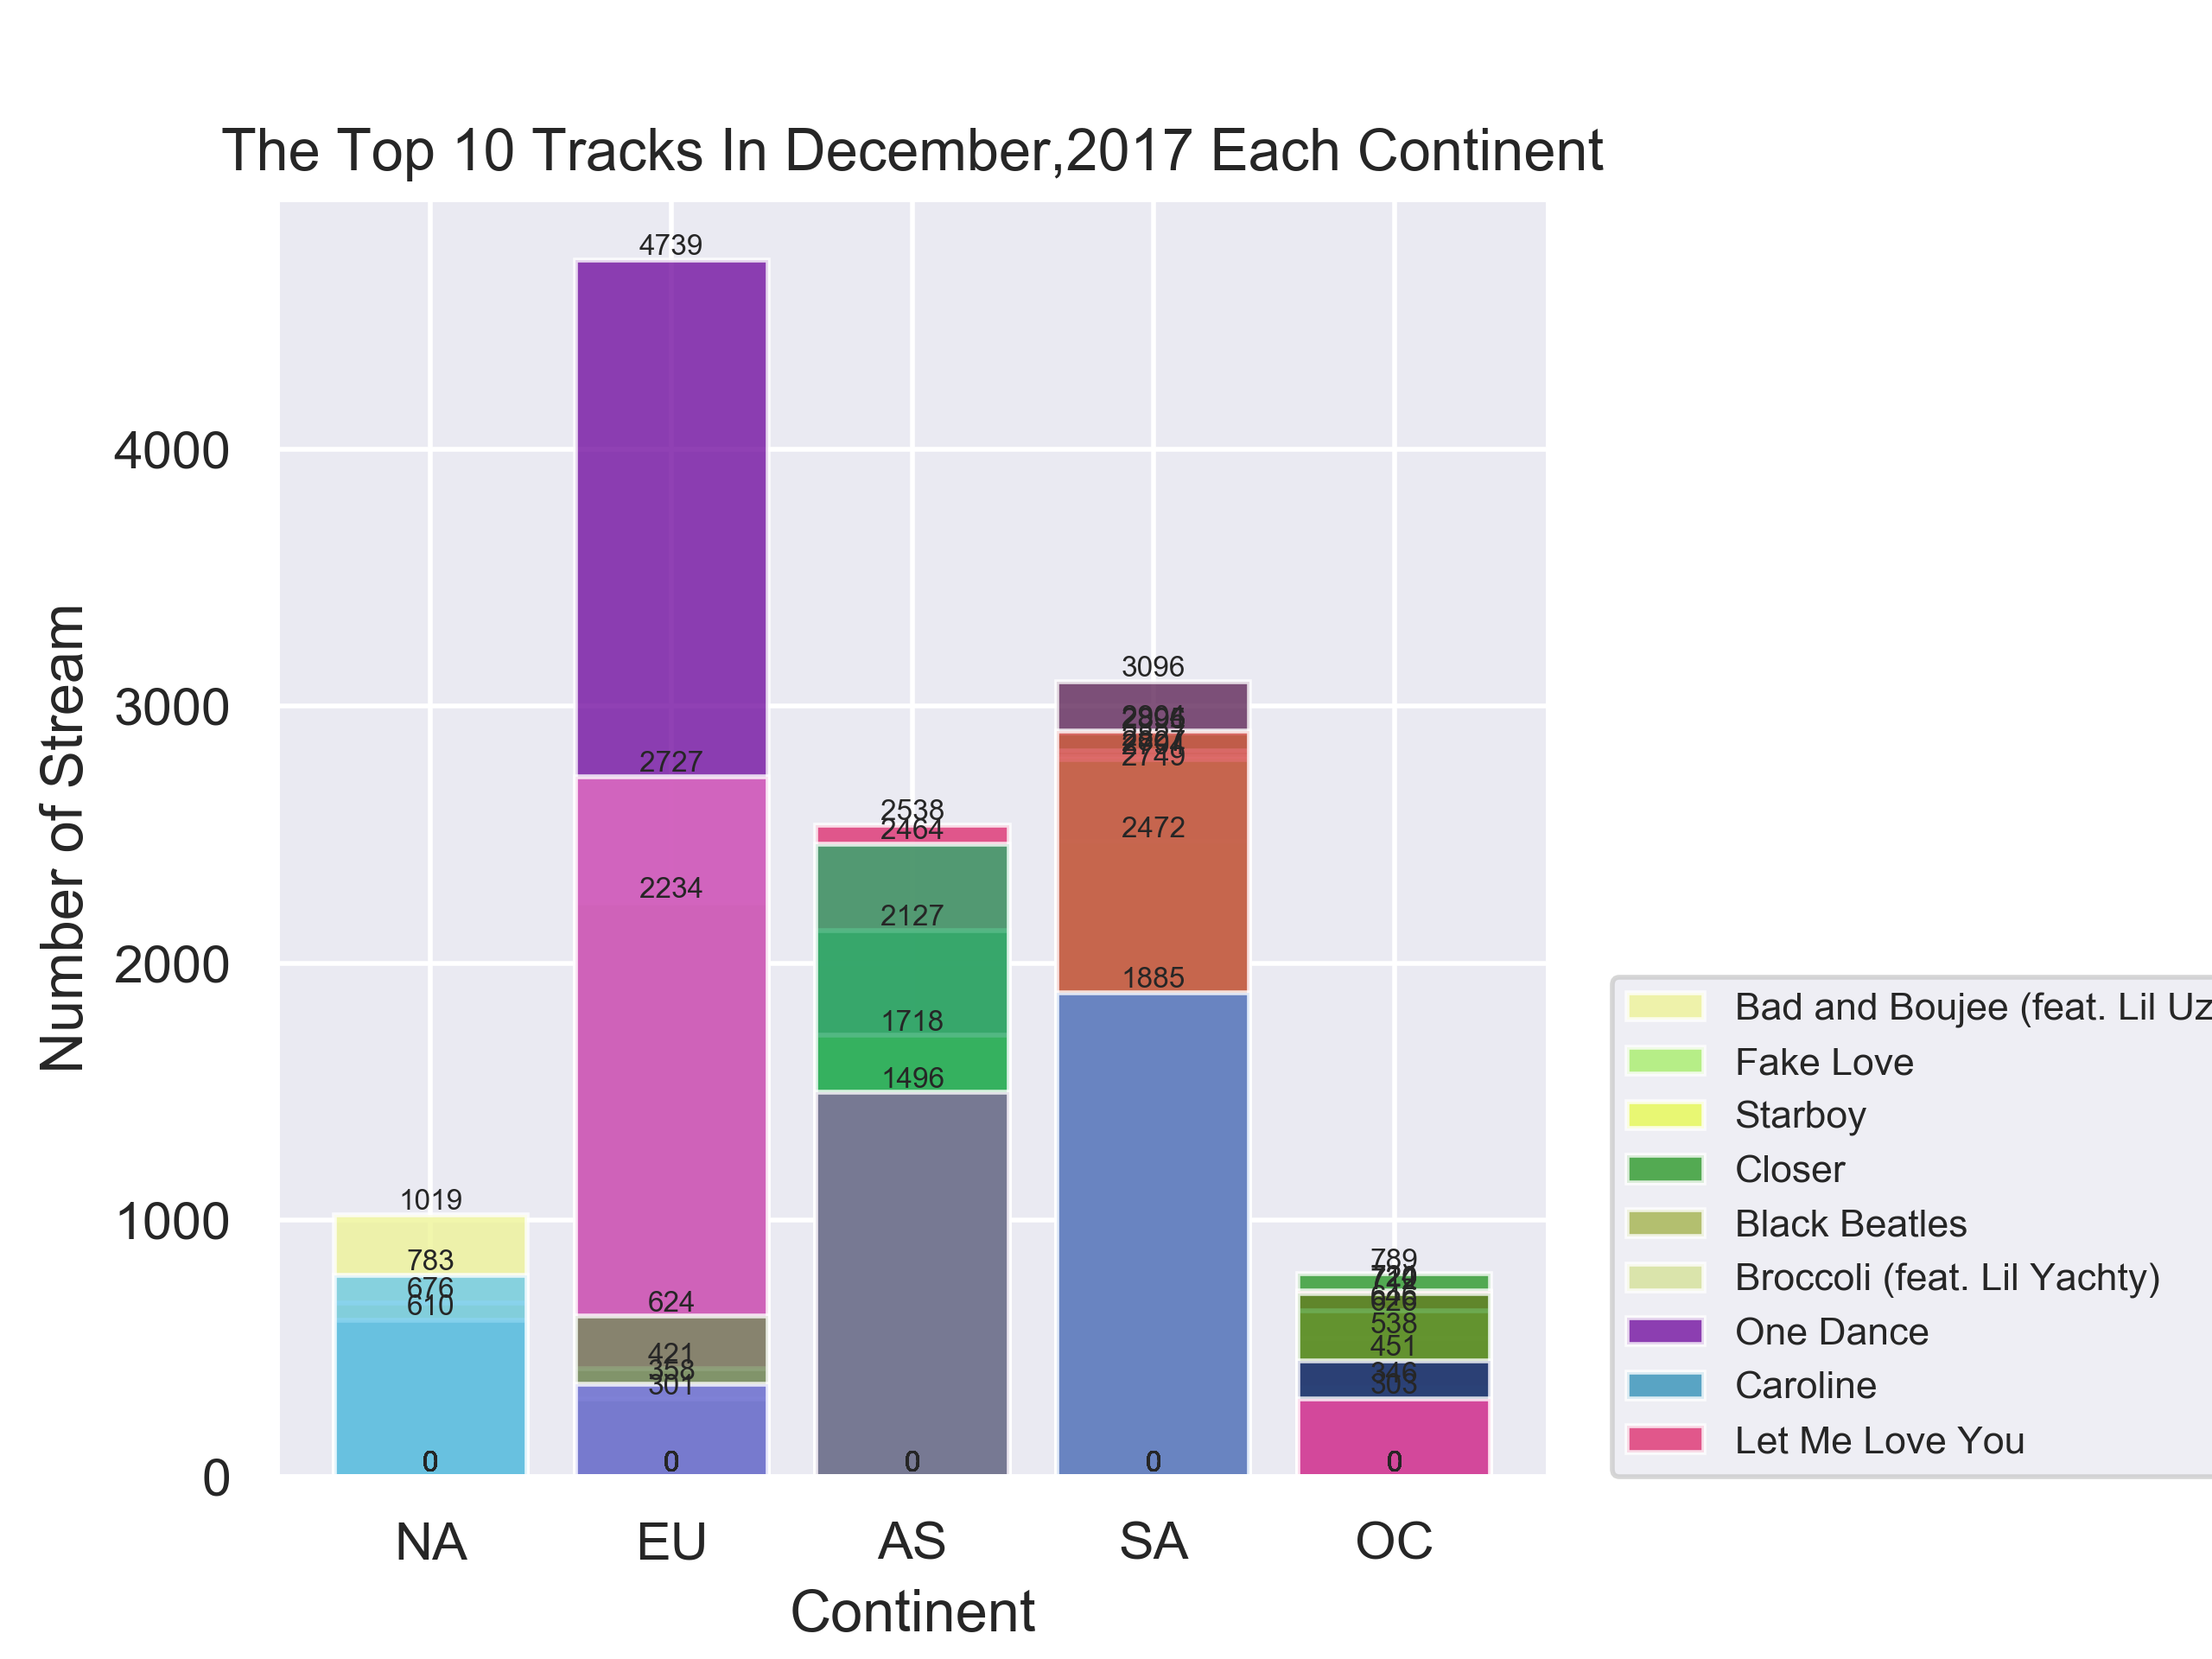 The Top 10 Tracks In December,2017 Each Continent
Number of Stream
4000
3000
2000
1000
0
4739
2727
2234
624
421
358
301
0
1019
783
676
610
0
2538
2464
2127
1718
1496
0
3096
2749
2472
1885
0
789
538
451
346
303
0
NA
EU
AS
SA
OC
Continent
Bad and Boujee (feat. Lil Uz
Fake Love
Starboy
Closer
Black Beatles
Broccoli (feat. Lil Yachty)
One Dance
Caroline
Let Me Love You